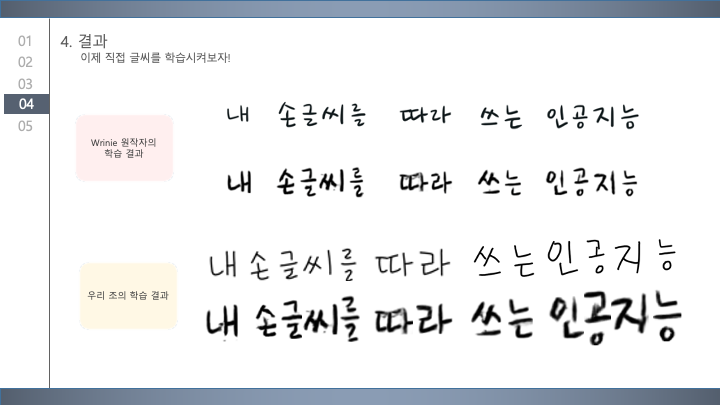 01
02
03
04
05
4. 결과
이제 직접 글씨를 학습시켜보자!
Wrinie 원작자의
학습 결과
내 손글씨를 따라 쓰는 인공지능
내 손글씨를 따라 쓰는 인공지능
우리 조의 학습 결과
내 손글씨를 따라 쓰는 인공지능
내 손글씨를 따라 쓰는 인공지능